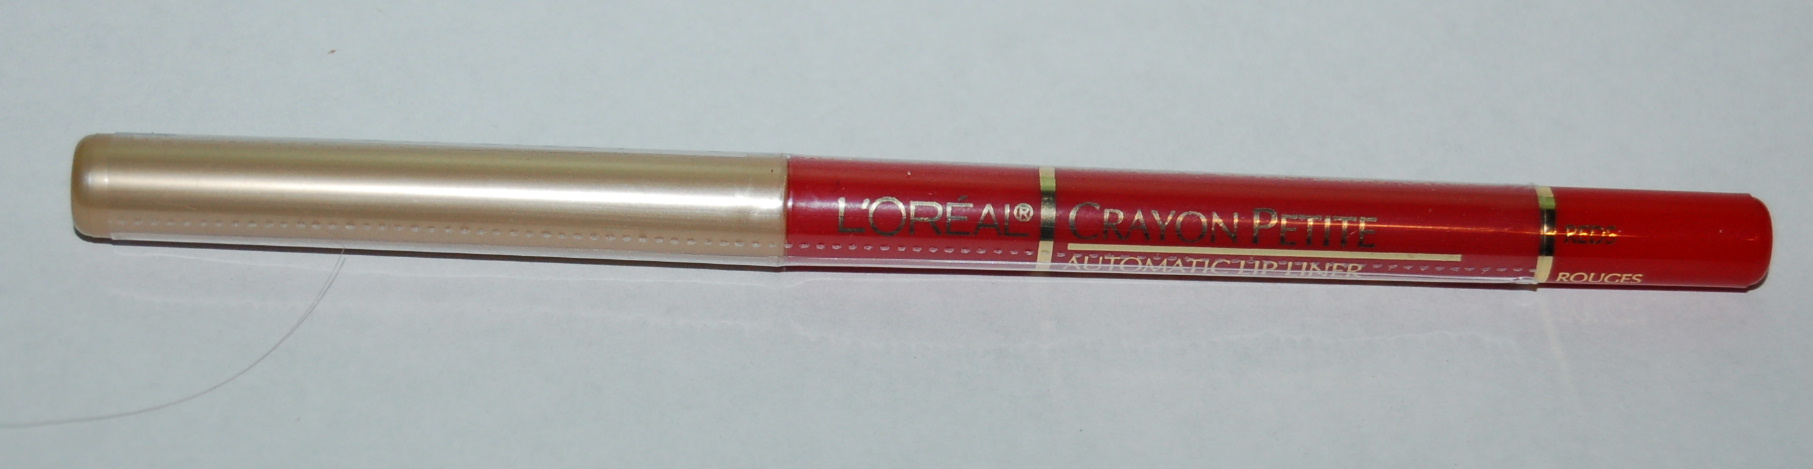 L'ORÉAL®
CRAYON PETITE
AUTOMATIC LIP LINER
REDS
ROUGES